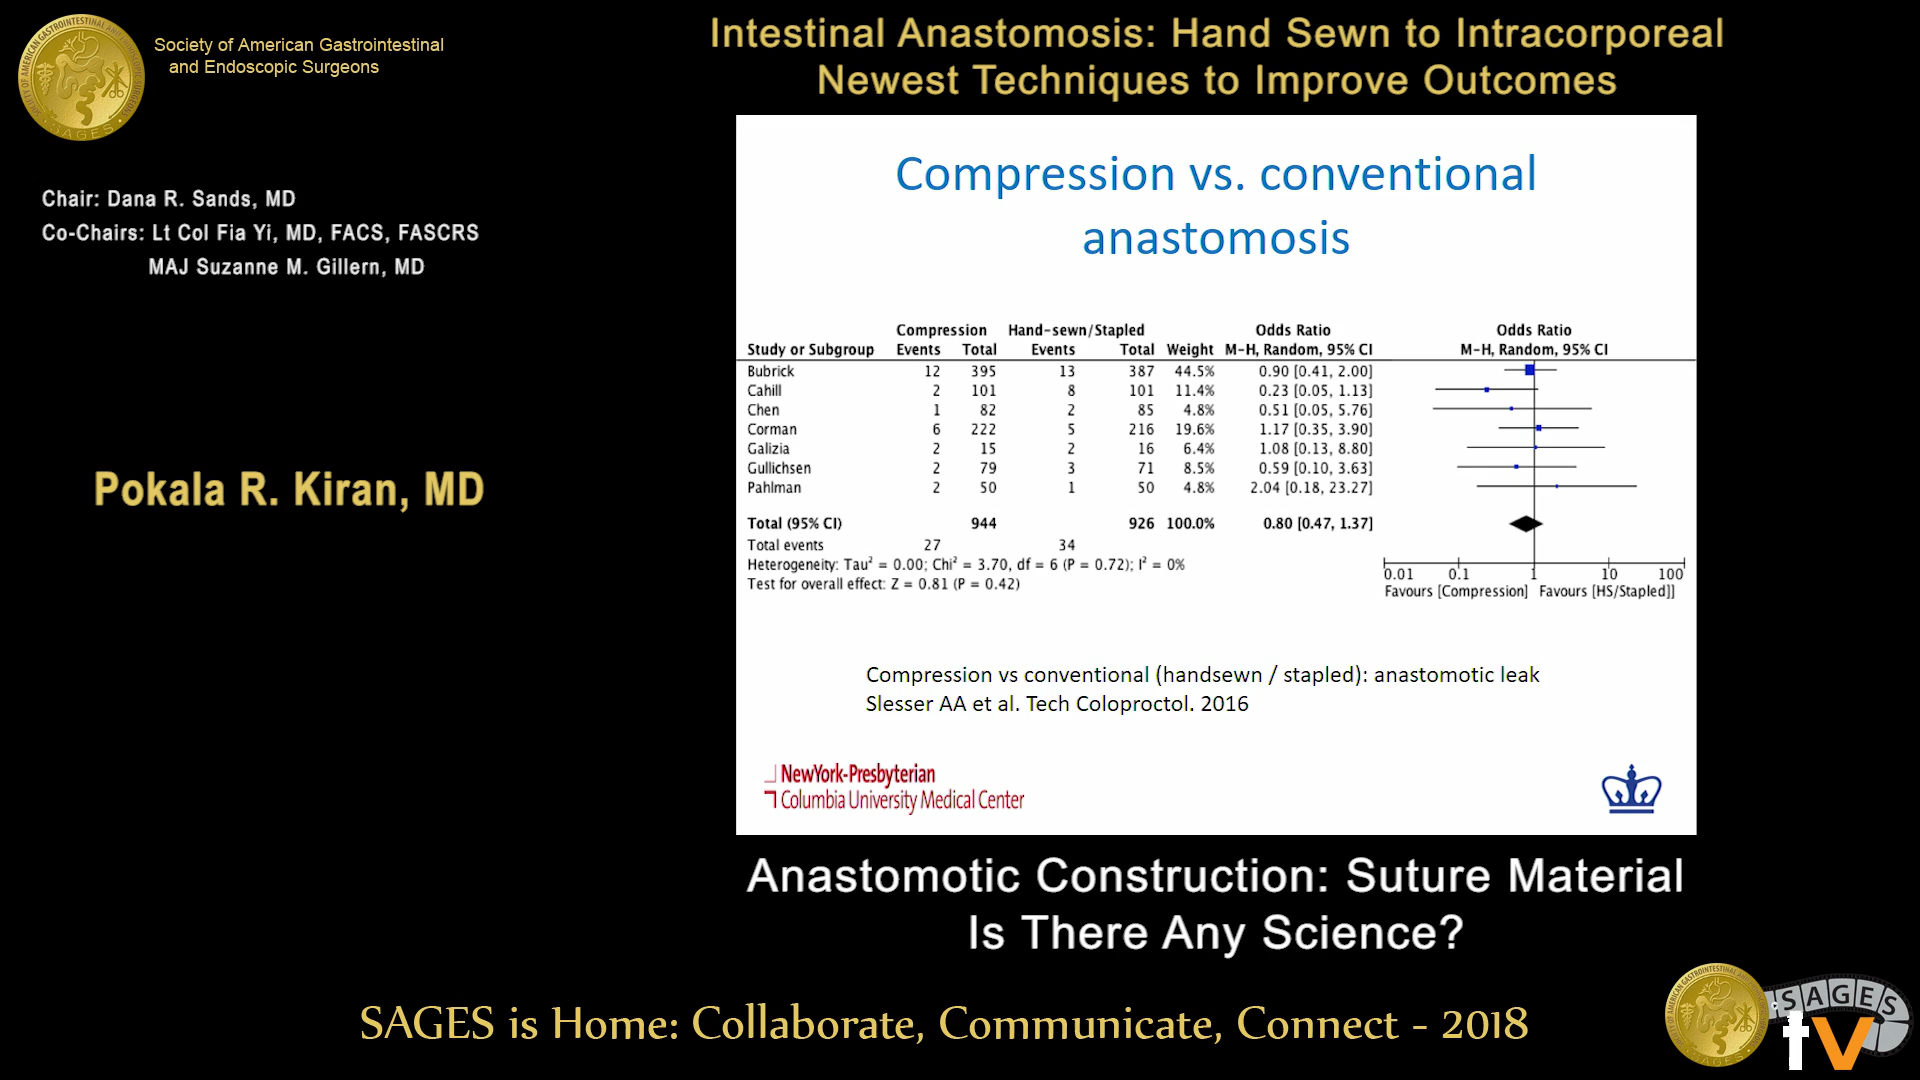 Society of American Gastrointestinal
and Endoscopic Surgeons
Intestinal Anastomosis: Hand Sewn to Intracorporeal
Newest Techniques to Improve Outcomes
Chair: Dana R. Sands, MD
Co-Chairs: Lt Col Fia Yi, MD, FACS, FASCRS
MAJ Suzanne M. Gillern, MD
Pokala R. Kiran, MD
Compression vs. conventional
anastomosis
Compression Hand-sewn/Stapled Odds Ratio Odds Ratio
Study or Subgroup Events Total Events Total Weight M-H, Random, 95% CI M-H, Random, 95% CI
Bubrick 12 395 13 387 44.5% 0.90 [0.41, 2.00]
Cahill 2 101 8 101 11.4% 0.23 [0.05, 1.13]
Chen 1 82 2 85 4.8% 0.51 [0.05, 5.76]
Corman 6 222 5 216 19.6% 1.17 [0.35, 3.90]
Galizia 2 15 2 16 6.4% 1.08 [0.13, 8.80]
Gullichsen 2 79 3 71 8.5% 0.59 [0.10, 3.63]
Pahlman 2 50 1 50 4.8% 2.04 [0.18, 23.27]
Total (95% CI) 944 926 100.0% 0.80 [0.47, 1.37]
Total events 27 34
Heterogeneity: Tau² = 0.00; Chi² = 3.70, df = 6 (P = 0.72); I² = 0%
Test for overall effect: Z = 0.81 (P = 0.42)
0.01 0.1 1 10 100
Favours [Compression] Favours [HS/Stapled]]
Compression vs conventional (handsewn / stapled): anastomotic leak
Slesser AA et al. Tech Coloproctol. 2016
NewYork-Presbyterian
Columbia University Medical Center
Anastomotic Construction: Suture Material
Is There Any Science?
SAGES is Home: Collaborate, Communicate, Connect - 2018
SAGES
tv